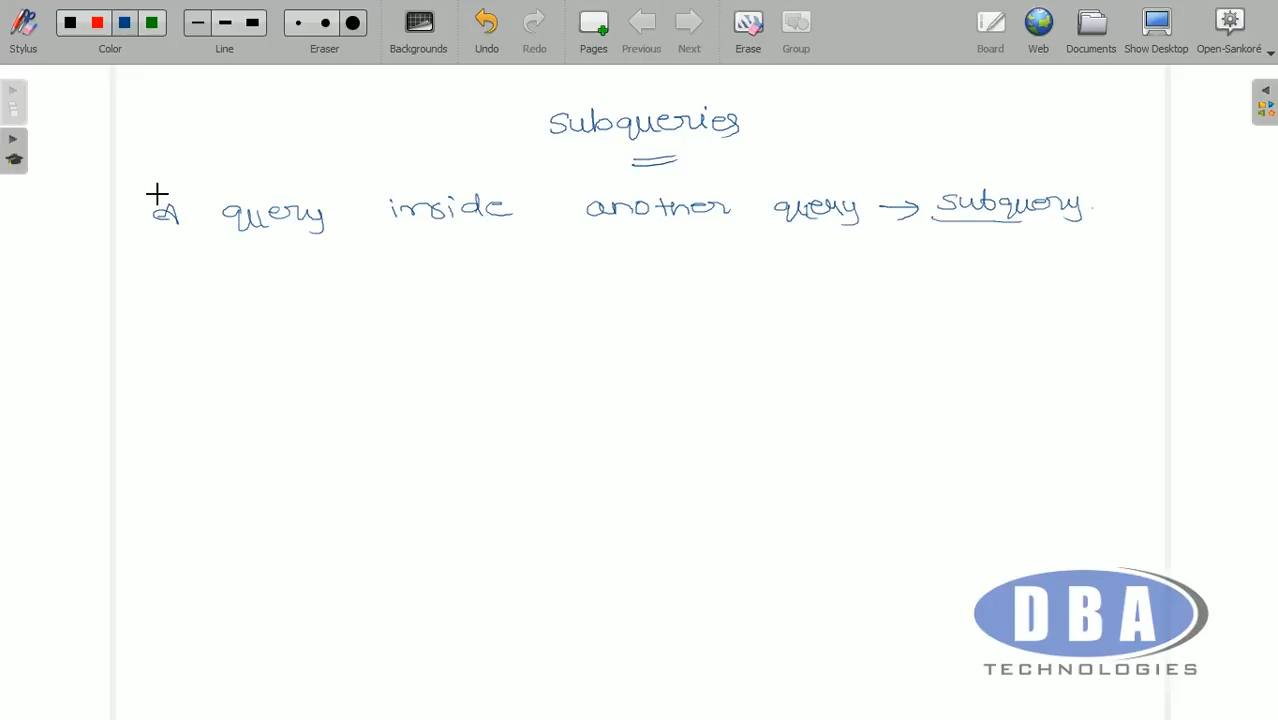 Stylus Color Line Eraser Backgrounds Undo Redo Pages Previous Next Erase Group Board Web Documents Show Desktop Open-Sankoré
Subqueries
A query inside another query → subquery.
DBA
TECHNOLOGIES